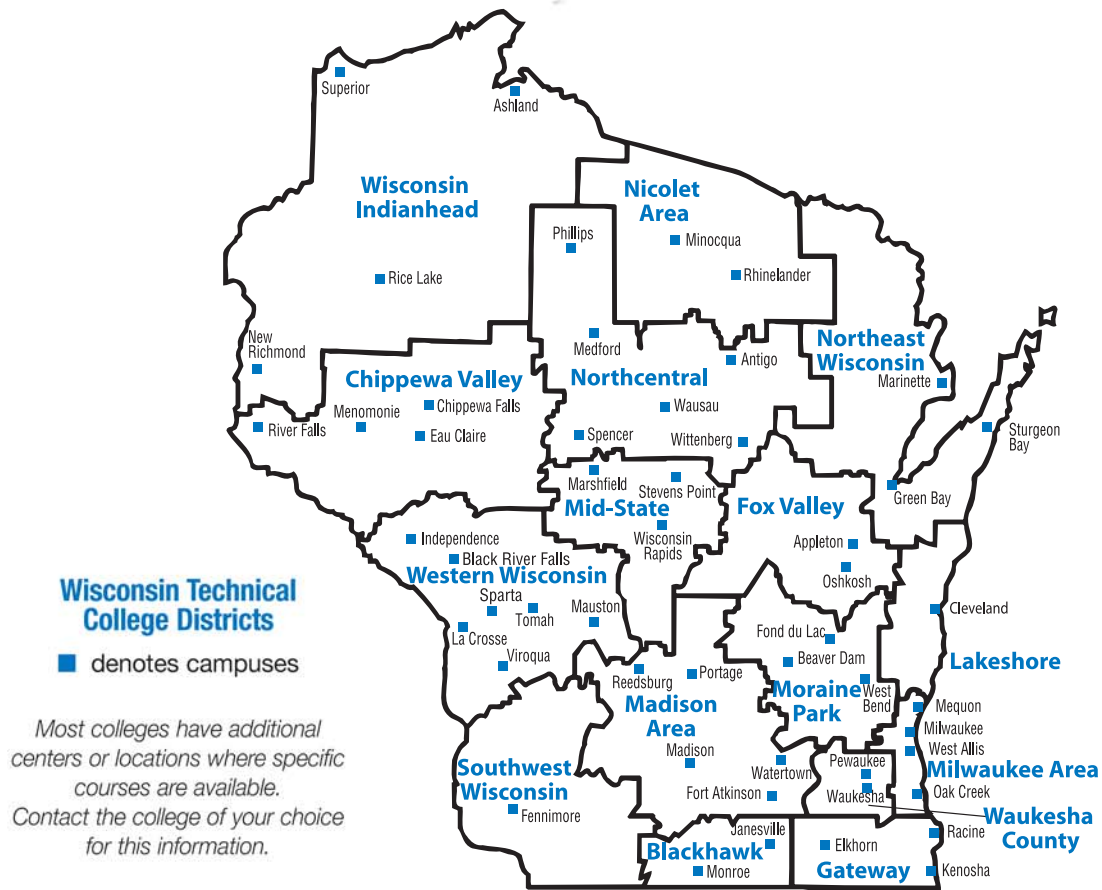 Superior
Ashland
Wisconsin
Indianhead
Nicolet
Area
Phillips
Minocqua
Rice Lake
Rhinelander
New
Richmond
Medford
Antigo
Northeast
Wisconsin
Chippewa Valley
Northcentral
Marinette
Chippewa Falls
Wausau
River Falls
Menomonie
Eau Claire
Spencer
Wittenberg
Sturgeon
Bay
Marshfield
Stevens Point
Green Bay
Mid-State
Fox Valley
Wisconsin
Rapids
Independence
Appleton
Black River Falls
Oshkosh
Western Wisconsin
Sparta
Tomah
Mauston
Cleveland
La Crosse
Fond du Lac
Viroqua
Reedsburg
Portage
Beaver Dam
Lakeshore
Moraine
Park
West
Bend
Madison
Area
Mequon
Milwaukee
West Allis
Madison
Watertown
Pewaukee
Milwaukee Area
Southwest
Wisconsin
Fort Atkinson
Waukesha
Oak Creek
Fennimore
Waukesha
County
Janesville
Elkhorn
Racine
Blackhawk
Monroe
Gateway
Kenosha
Wisconsin Technical
College Districts
denotes campuses
Most colleges have additional
centers or locations where specific
courses are available.
Contact the college of your choice
for this information.